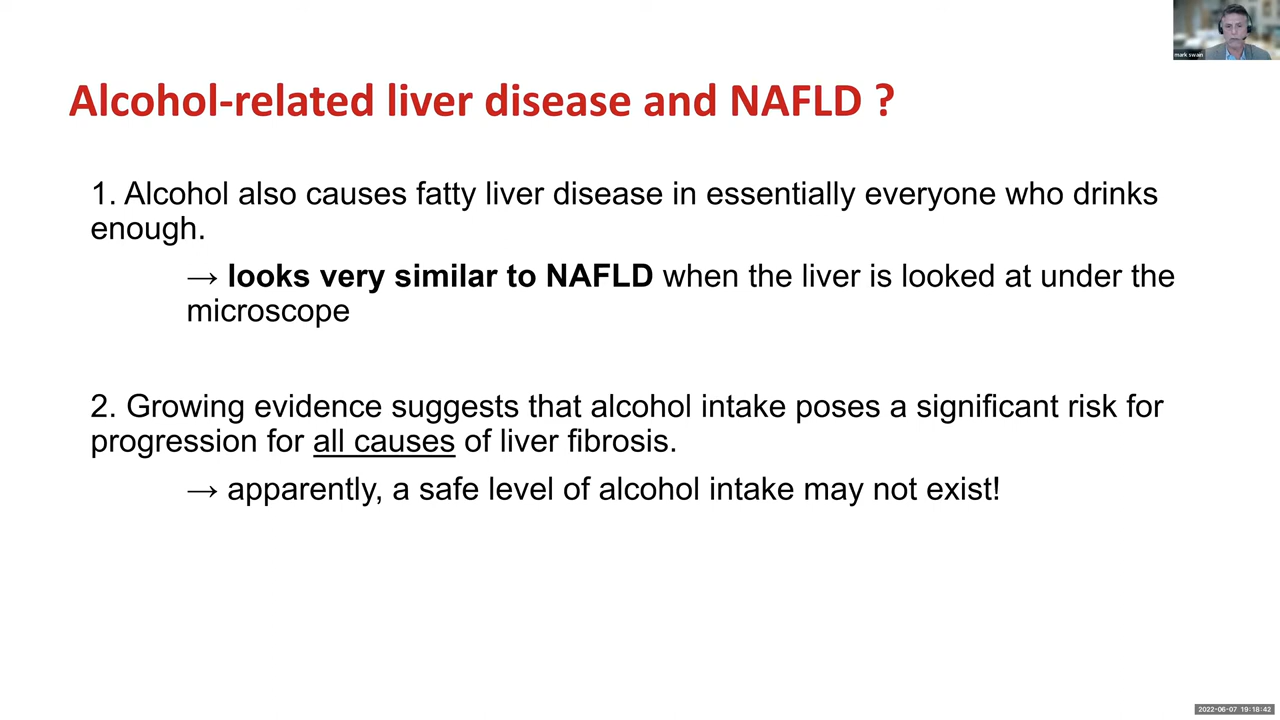 mark swain
Alcohol-related liver disease and NAFLD ?
1. Alcohol also causes fatty liver disease in essentially everyone who drinks
enough.
→ looks very similar to NAFLD when the liver is looked at under the
microscope
2. Growing evidence suggests that alcohol intake poses a significant risk for
progression for all causes of liver fibrosis.
→ apparently, a safe level of alcohol intake may not exist!
2022-06-07 19:18:42